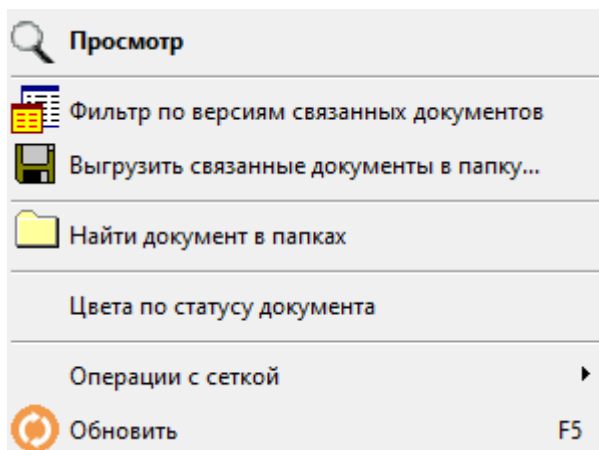 Просмотр
Фильтр по версиям связанных документов
Выгрузить связанные документы в папку...
Найти документ в папках
Цвета по статусу документа
Операции с сеткой
Обновить F5